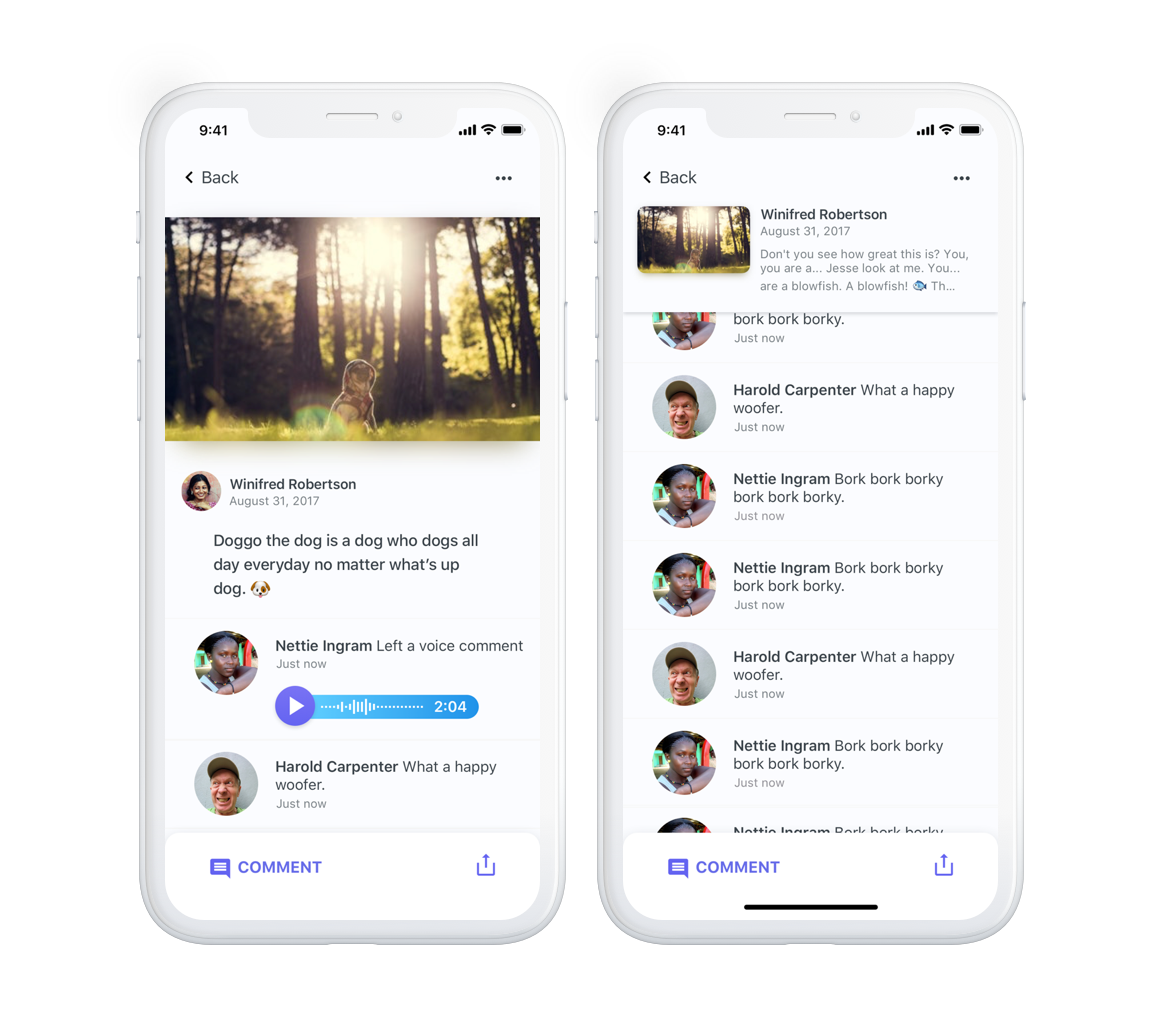 9:41
Back
Winifred Robertson
August 31, 2017
Doggo the dog is a dog who dogs all
day everyday no matter what’s up
dog. 🐶
Nettie Ingram Left a voice comment
Just now
2:04
Harold Carpenter What a happy
woofer.
Just now
COMMENT
9:41
Back
Winifred Robertson
August 31, 2017
Don't you see how great this is? You,
you are a... Jesse look at me. You...
are a blowfish. A blowfish! 🐟 Th...
bork bork borky.
Just now
Harold Carpenter What a happy
woofer.
Just now
Nettie Ingram Bork bork borky
bork bork borky.
Just now
Nettie Ingram Bork bork borky
bork bork borky.
Just now
Harold Carpenter What a happy
woofer.
Just now
Nettie Ingram Bork bork borky
bork bork borky.
Just now
Nettie Ingram Bork bork borky
COMMENT